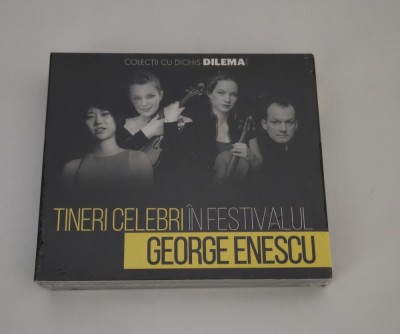 COLECȚII CU DICHIS DILEMA
TINERI CELEBRI ÎN FESTIVALUL
GEORGE ENESCU